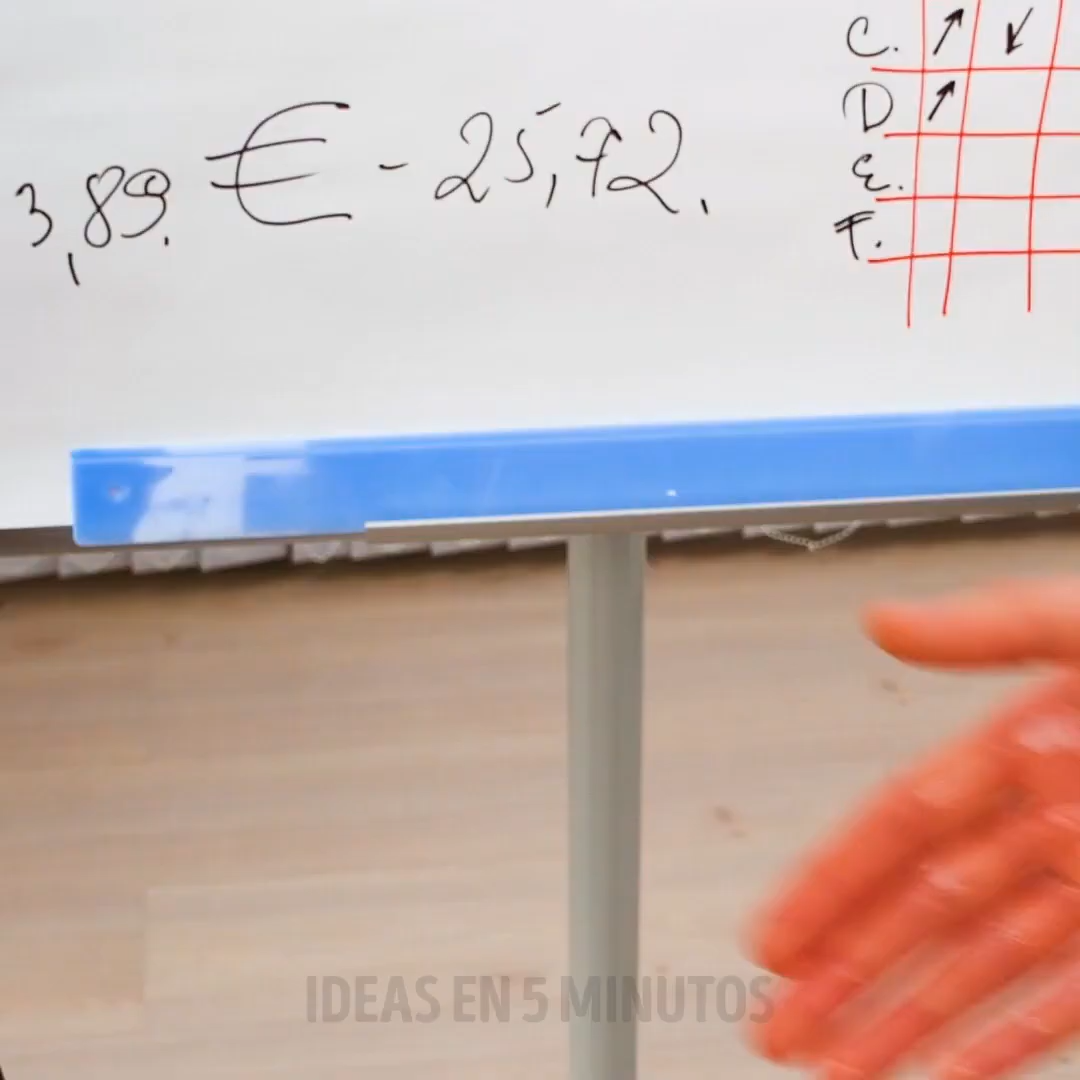 3,89. € - 25,72.
C. ↗ ↙
D ↗
E.
F.
IDEAS EN 5 MINUTOS